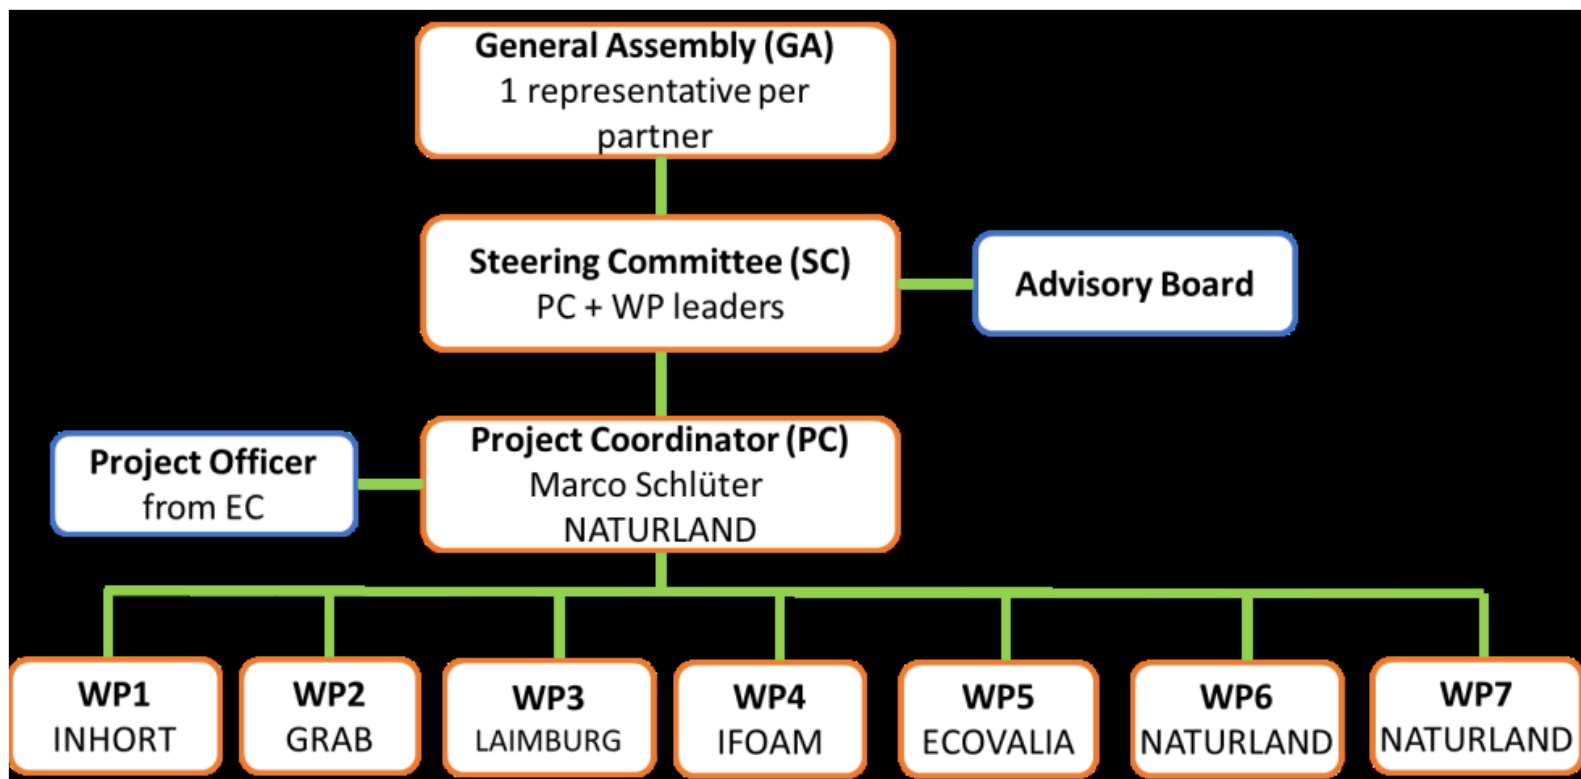 General Assembly (GA)
1 representative per
partner
Steering Committee (SC)
PC + WP leaders
Advisory Board
Project Officer
from EC
Project Coordinator (PC)
Marco Schlüter
NATURLAND
WP1
INHORT
WP2
GRAB
WP3
LAIMBURG
WP4
IFOAM
WP5
ECOVALIA
WP6
NATURLAND
WP7
NATURLAND